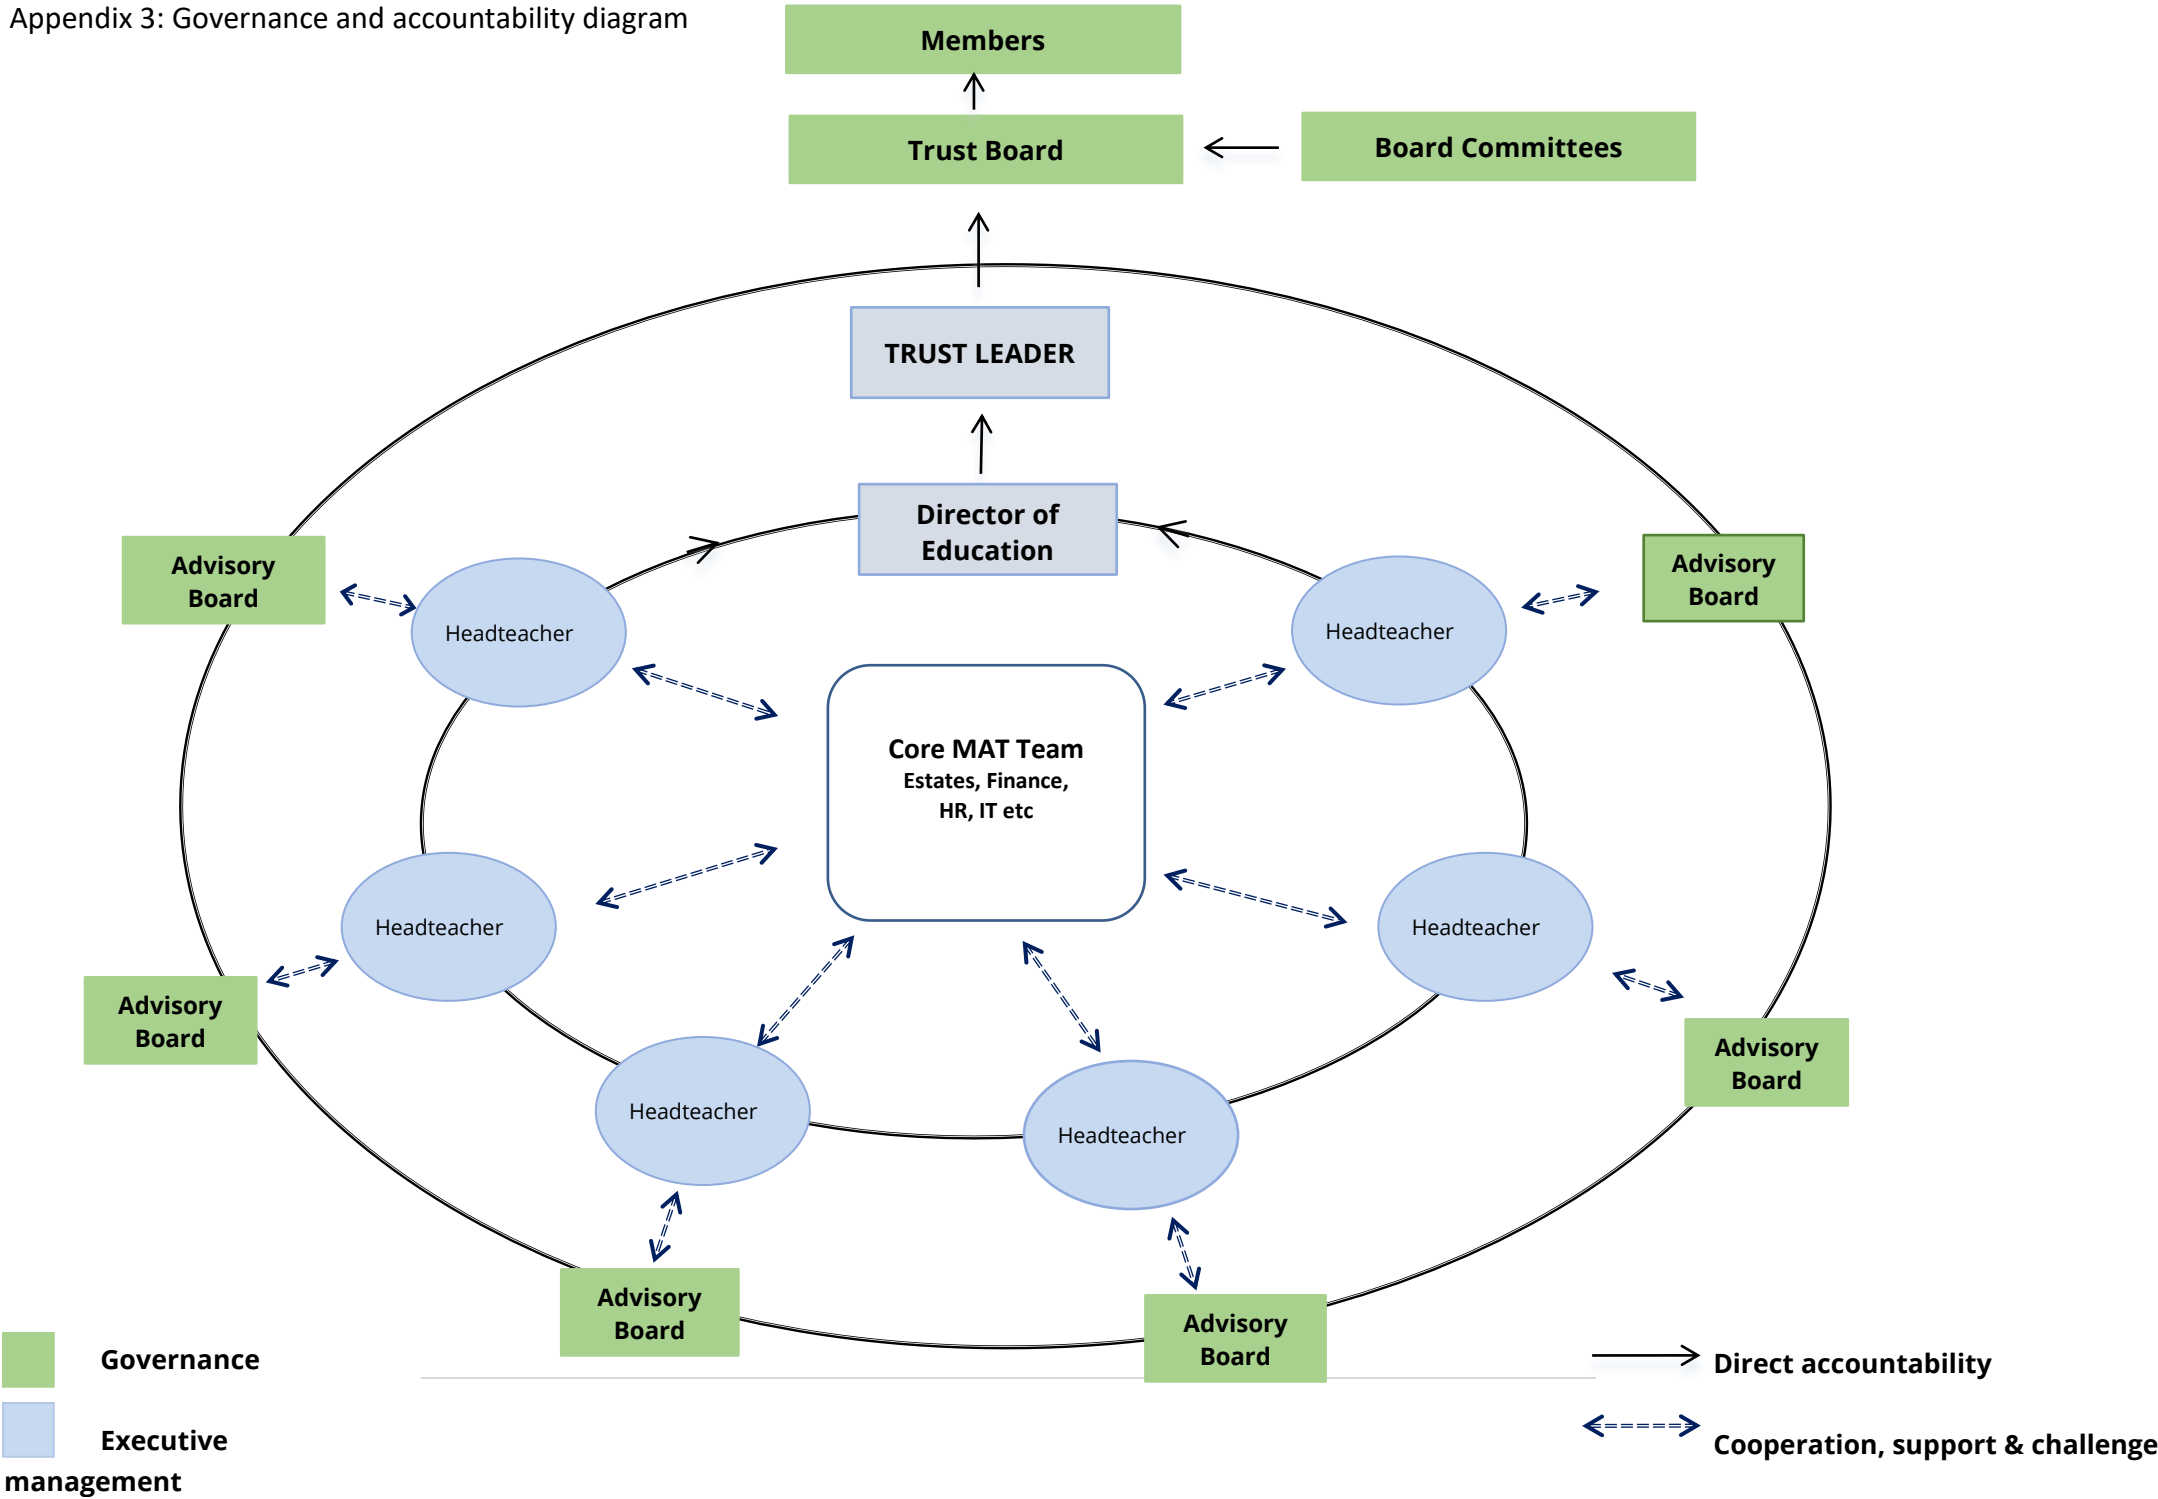 Appendix 3: Governance and accountability diagram
Members
Trust Board
Board Committees
TRUST LEADER
Director of
Education
Advisory
Board
Headteacher
Headteacher
Advisory
Board
Core MAT Team
Estates, Finance,
HR, IT etc
Headteacher
Headteacher
Advisory
Board
Advisory
Board
Headteacher
Headteacher
Advisory
Board
Advisory
Board
Governance
Executive
management
Direct accountability
Cooperation, support & challenge